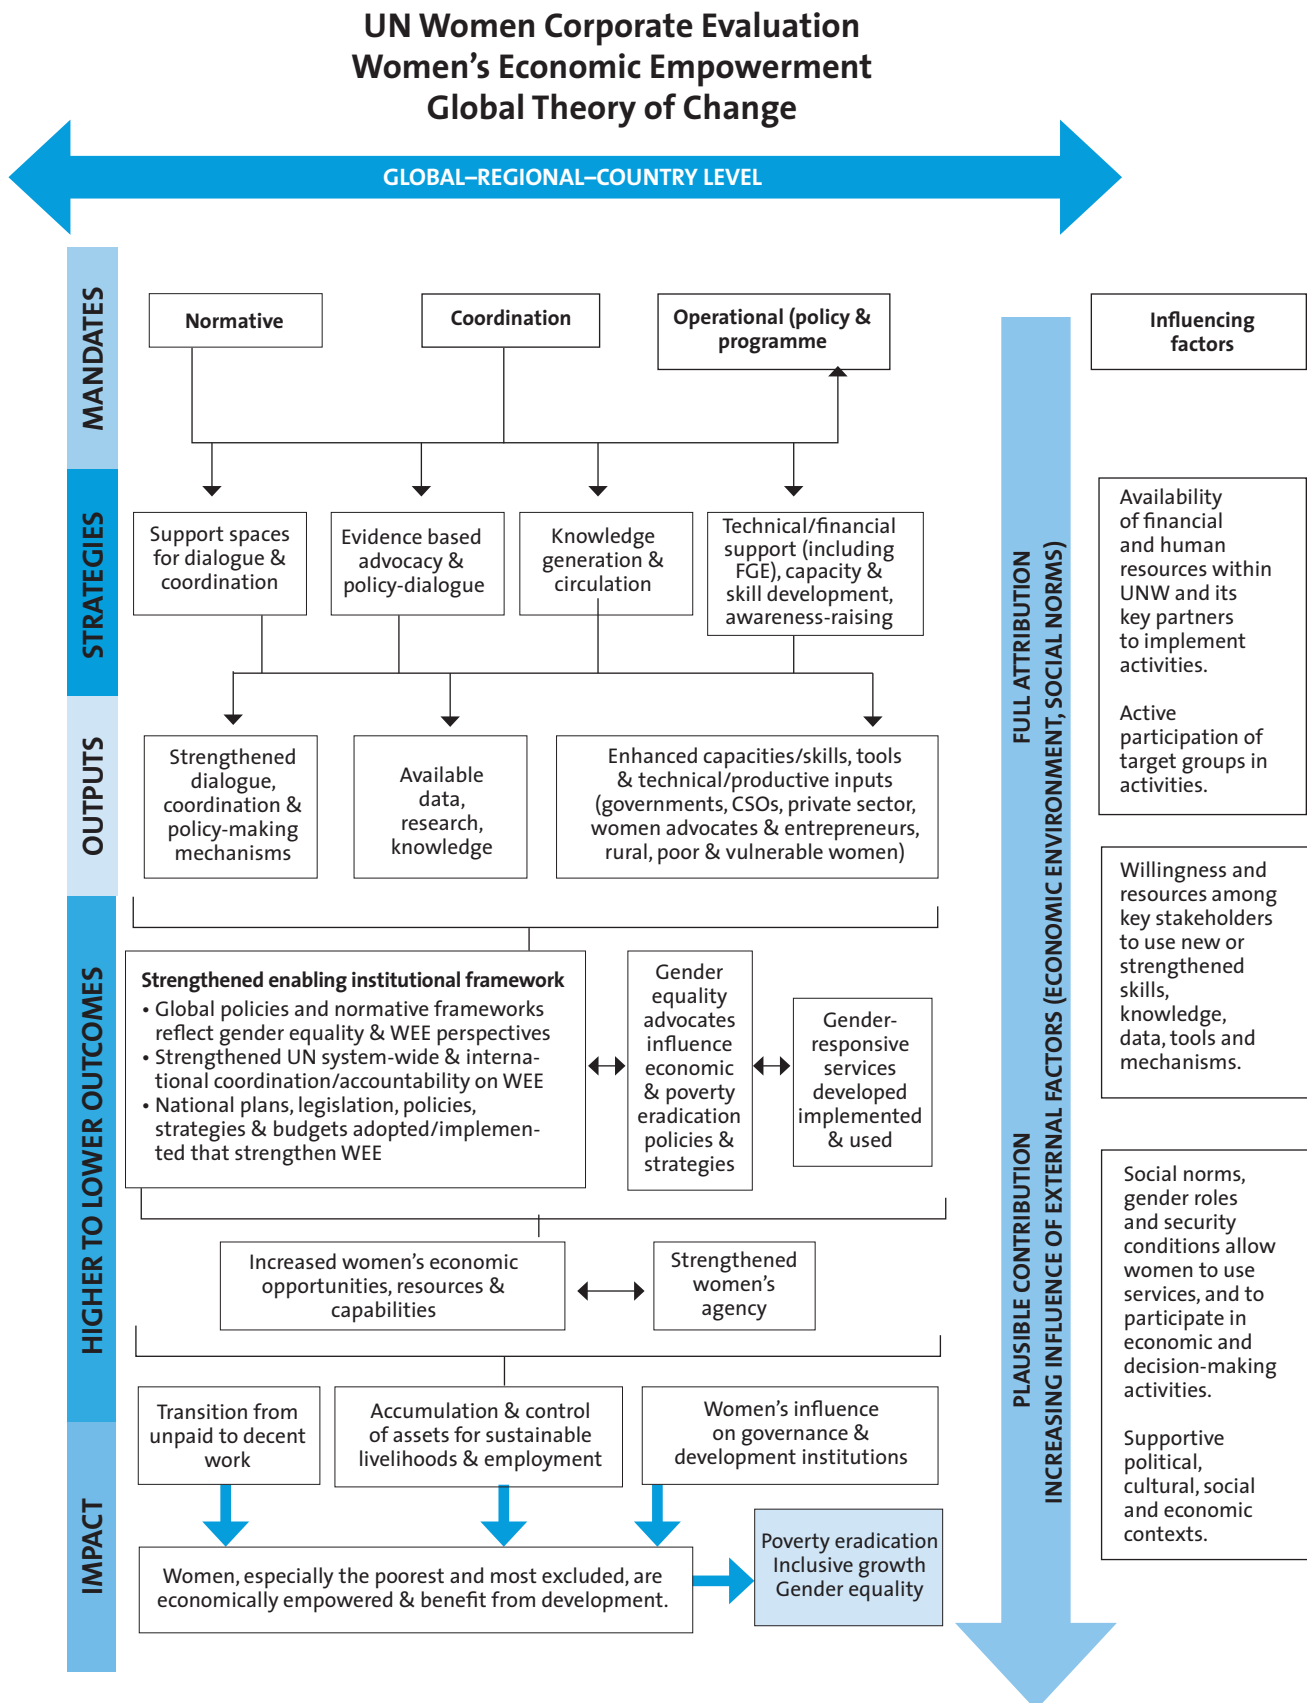 UN Women Corporate Evaluation
Women’s Economic Empowerment
Global Theory of Change
GLOBAL–REGIONAL–COUNTRY LEVEL
MANDATES
Normative
Coordination
Operational (policy &
programme
STRATEGIES
Support spaces
for dialogue &
coordination
Evidence based
advocacy &
policy-dialogue
Knowledge
generation &
circulation
Technical/financial
support (including
FGE), capacity &
skill development,
awareness-raising
OUTPUTS
Strengthened
dialogue,
coordination &
policy-making
mechanisms
Available
data,
research,
knowledge
Enhanced capacities/skills, tools
& technical/productive inputs
(governments, CSOs, private sector,
women advocates & entrepreneurs,
rural, poor & vulnerable women)
HIGHER TO LOWER OUTCOMES
Strengthened enabling institutional framework
• Global policies and normative frameworks
reflect gender equality & WEE perspectives
• Strengthened UN system-wide & interna-
tional coordination/accountability on WEE
• National plans, legislation, policies,
strategies & budgets adopted/implemen-
ted that strengthen WEE
Gender
equality
advocates
influence
economic
& poverty
eradication
policies &
strategies
Gender-
responsive
services
developed
implemented
& used
Increased women’s economic
opportunities, resources &
capabilities
Strengthened
women’s
agency
Transition from
unpaid to decent
work
Accumulation & control
of assets for sustainable
livelihoods & employment
Women’s influence
on governance &
development institutions
IMPACT
Women, especially the poorest and most excluded, are
economically empowered & benefit from development.
Poverty eradication
Inclusive growth
Gender equality
FULL ATTRIBUTION
PLAUSIBLE CONTRIBUTION
INCREASING INFLUENCE OF EXTERNAL FACTORS (ECONOMIC ENVIRONMENT, SOCIAL NORMS)
Influencing
factors
Availability
of financial
and human
resources within
UNW and its
key partners
to implement
activities.
Active
participation of
target groups in
activities.
Willingness and
resources among
key stakeholders
to use new or
strengthened
skills,
knowledge,
data, tools and
mechanisms.
Social norms,
gender roles
and security
conditions allow
women to use
services, and to
participate in
economic and
decision-making
activities.
Supportive
political,
cultural, social
and economic
contexts.